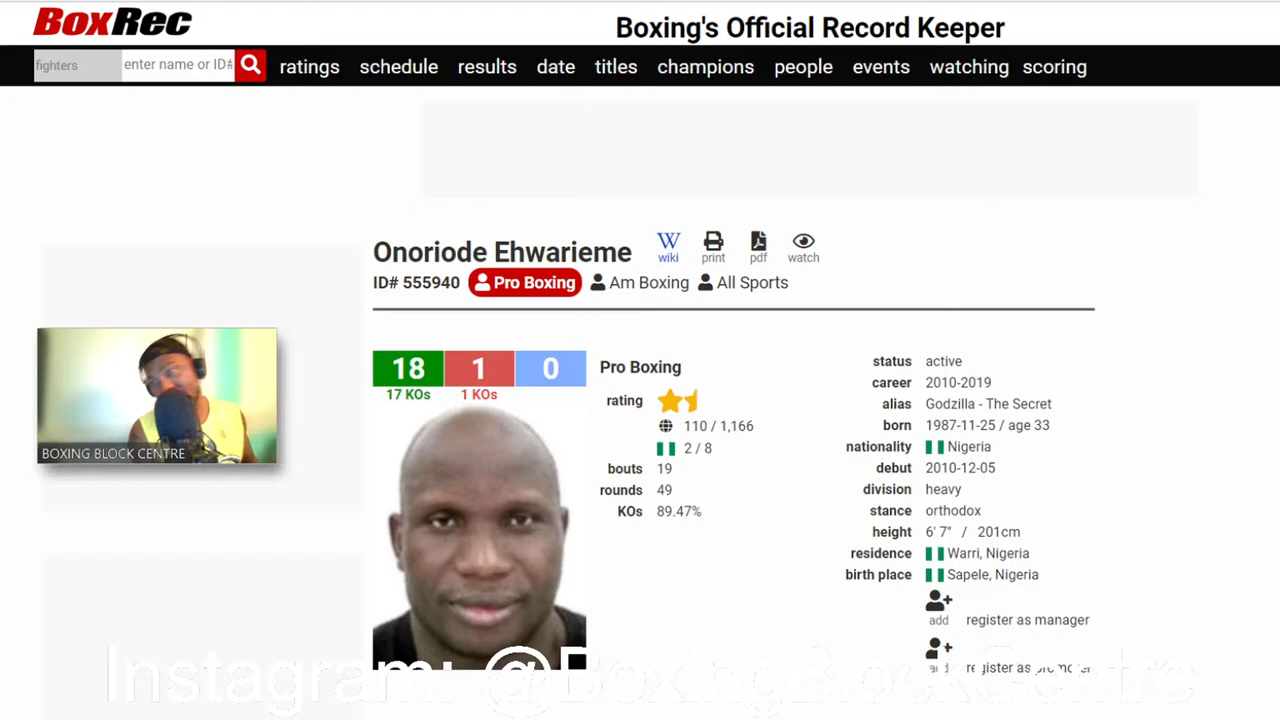 BoxRec
Boxing's Official Record Keeper
fighters enter name or ID# ratings schedule results date titles champions people events watching scoring
Onoriode Ehwarieme
W wiki print pdf watch
ID# 555940 Pro Boxing Am Boxing All Sports
18 1 0
17 KOs 1 KOs
Pro Boxing
rating
110 / 1,166
2 / 8
bouts 19
rounds 49
KOs 89.47%
status active
career 2010-2019
alias Godzilla - The Secret
born 1987-11-25 / age 33
nationality Nigeria
debut 2010-12-05
division heavy
stance orthodox
height 6' 7" / 201cm
residence Warri, Nigeria
birth place Sapele, Nigeria
add register as manager
add register as promoter
BOXING BLOCK CENTRE
Instagram: @BoxingBlockCentre